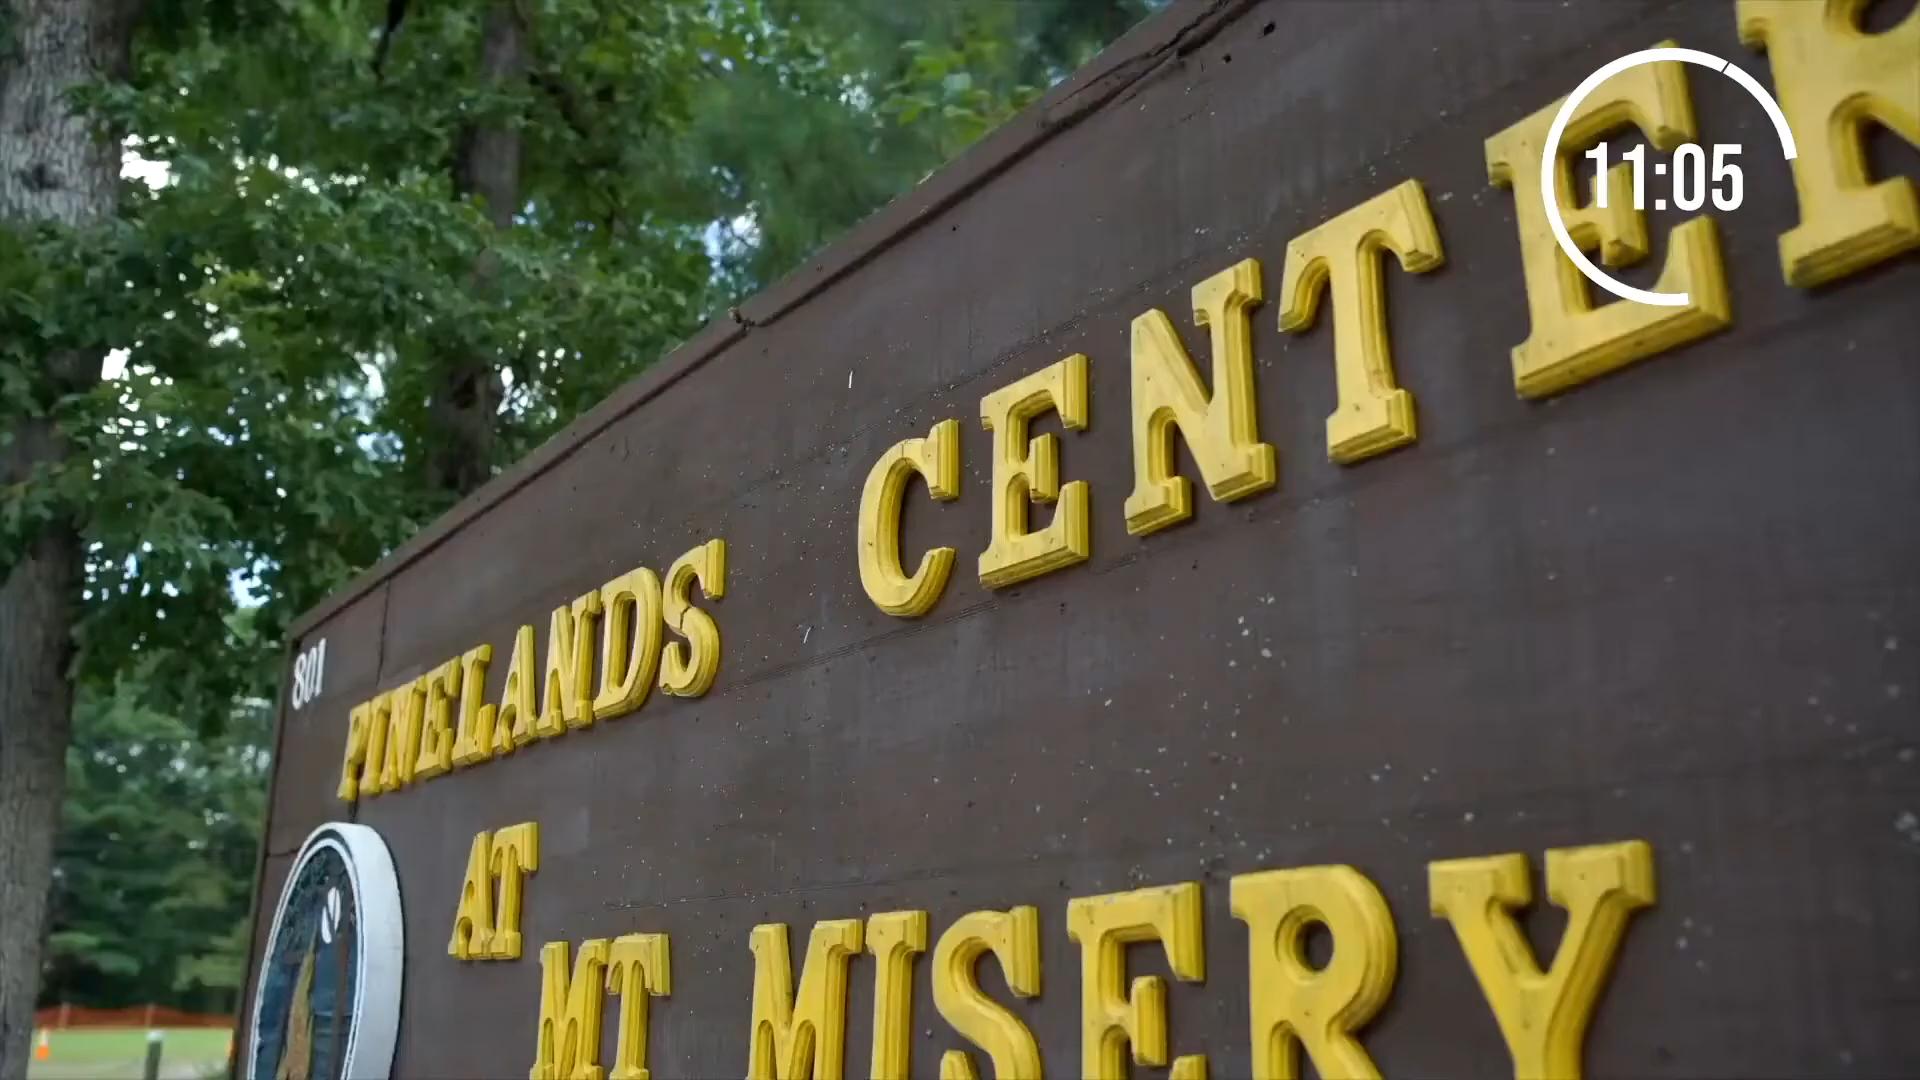 11:05
801
PINELANDS CENTER
AT
MT MISERY